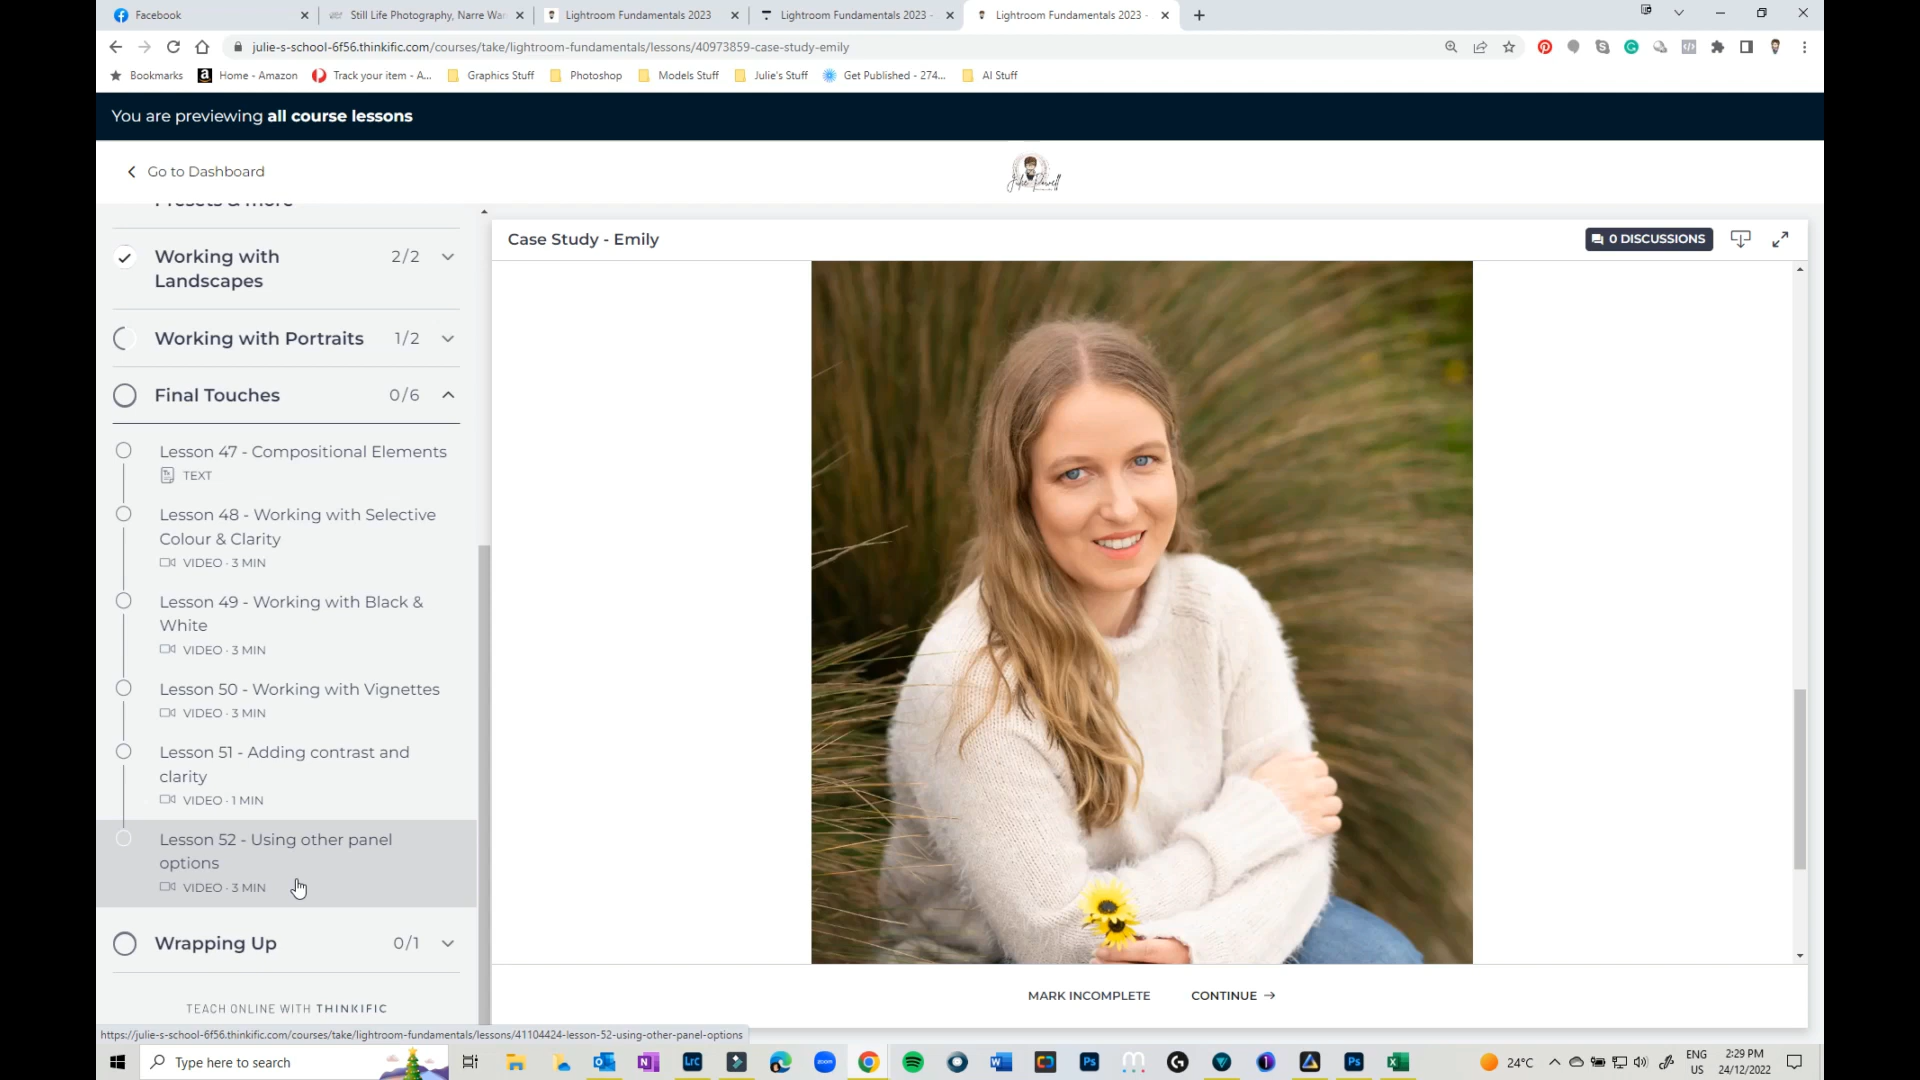 Facebook
Still Life Photography, Narre War
Lightroom Fundamentals 2023
Lightroom Fundamentals 2023 -
Lightroom Fundamentals 2023 -
julie-s-school-6f56.thinkific.com/courses/take/lightroom-fundamentals/lessons/40973859-case-study-emily
Bookmarks
Home - Amazon
Track your item - A...
Graphics Stuff
Photoshop
Models Stuff
Julie's Stuff
Get Published - 274...
AI Stuff
You are previewing all course lessons
Go to Dashboard
Julie Powell
Presets & more
Working with
Landscapes
2/2
Working with Portraits
1/2
Final Touches
0/6
Lesson 47 - Compositional Elements
TEXT
Lesson 48 - Working with Selective
Colour & Clarity
VIDEO · 3 MIN
Lesson 49 - Working with Black &
White
VIDEO · 3 MIN
Lesson 50 - Working with Vignettes
VIDEO · 3 MIN
Lesson 51 - Adding contrast and
clarity
VIDEO · 1 MIN
Lesson 52 - Using other panel
options
VIDEO · 3 MIN
Wrapping Up
0/1
TEACH ONLINE WITH THINKIFIC
Case Study - Emily
0 DISCUSSIONS
MARK INCOMPLETE
CONTINUE
https://julie-s-school-6f56.thinkific.com/courses/take/lightroom-fundamentals/lessons/41104424-lesson-52-using-other-panel-options
Type here to search
LrC
Ps
Ps
24°C
ENG
US
2:29 PM
24/12/2022